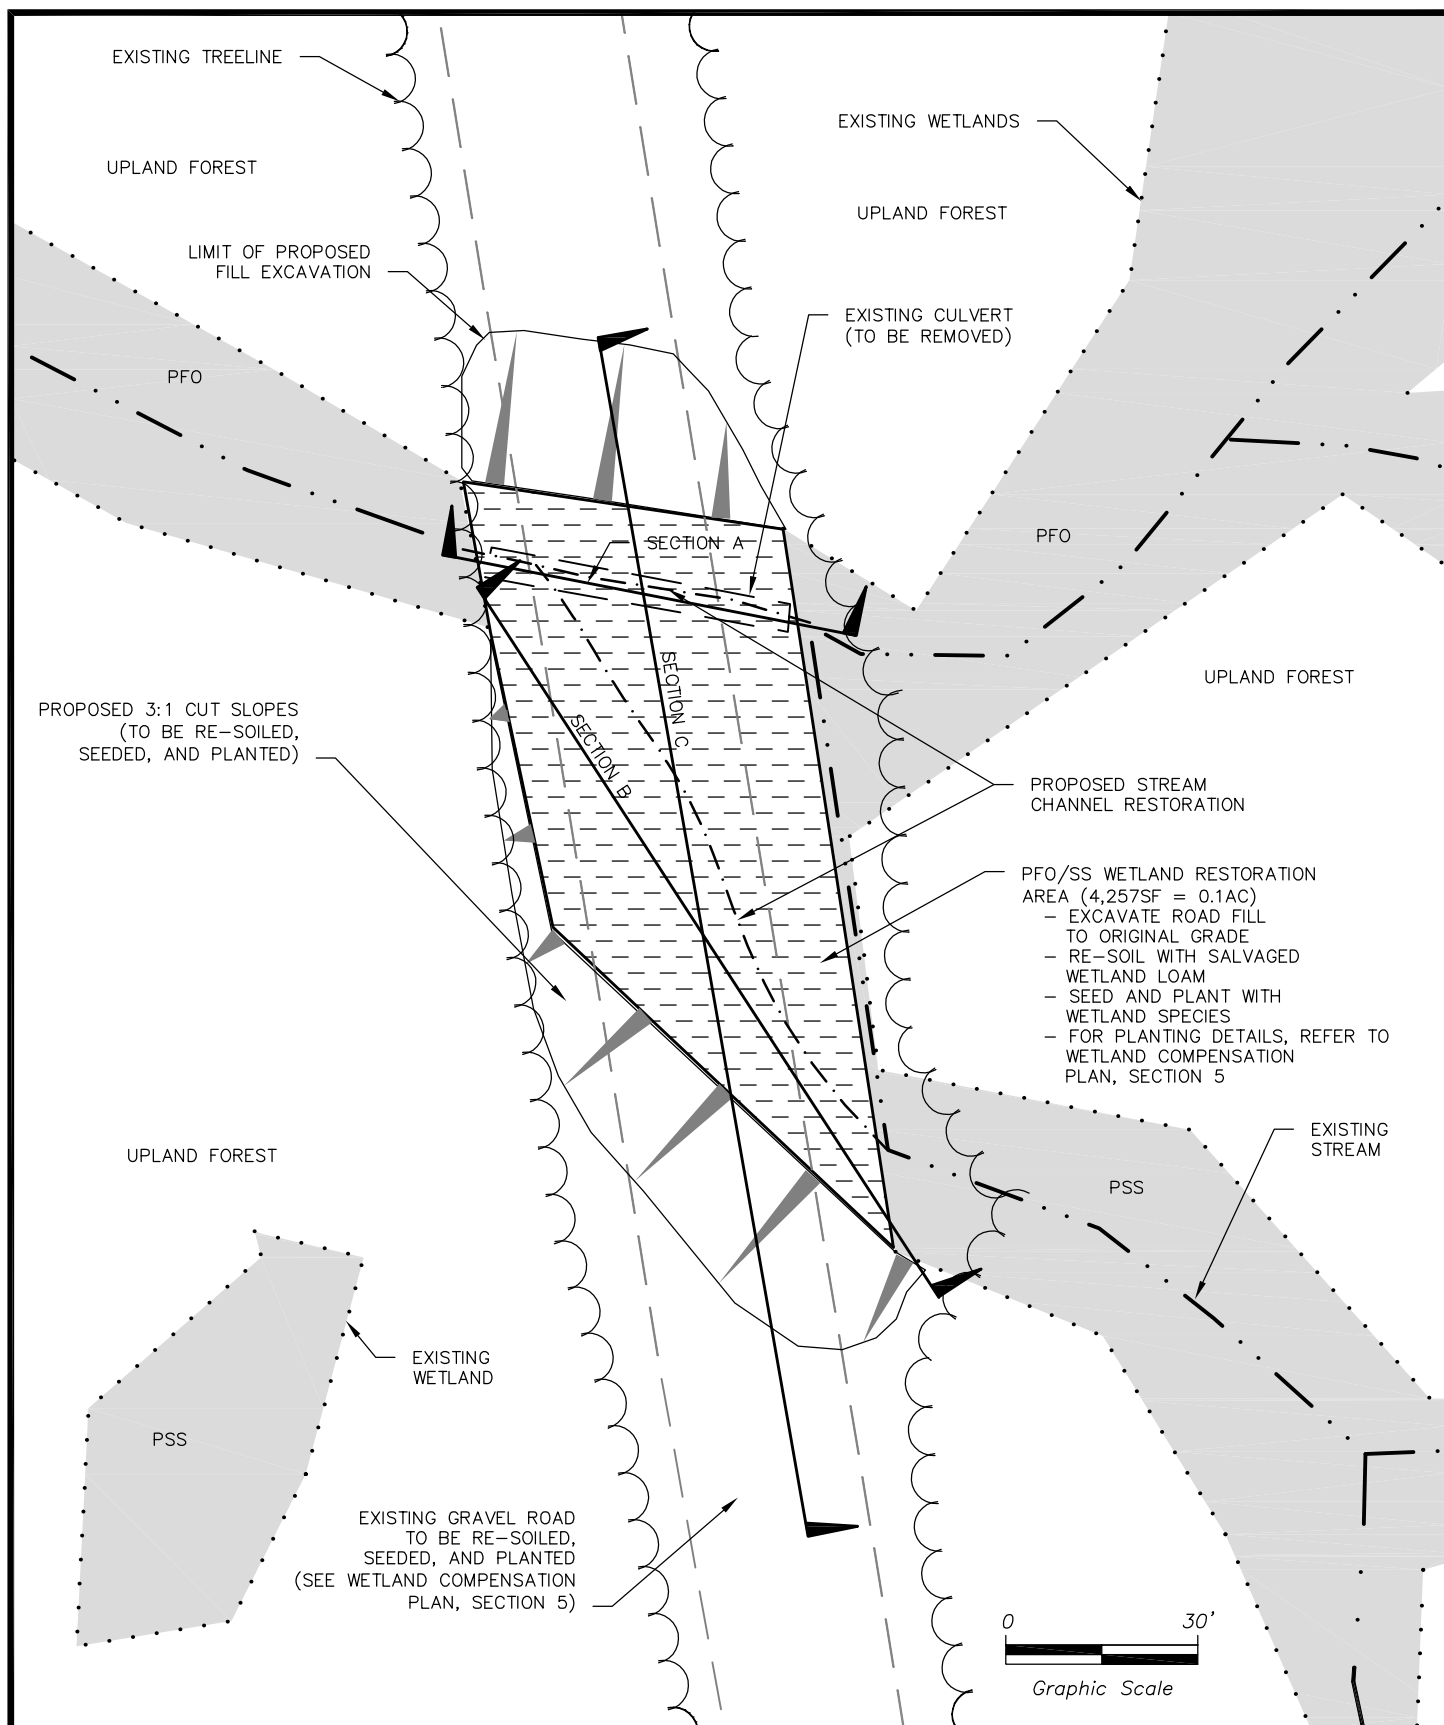 EXISTING TREELINE
UPLAND FOREST
EXISTING WETLANDS
UPLAND FOREST
LIMIT OF PROPOSED
FILL EXCAVATION
EXISTING CULVERT
(TO BE REMOVED)
PFO
PFO
SECTION A
UPLAND FOREST
SECTION C
SECTION B
PROPOSED 3:1 CUT SLOPES
(TO BE RE-SOILED,
SEEDED, AND PLANTED)
PROPOSED STREAM
CHANNEL RESTORATION
PFO/SS WETLAND RESTORATION
AREA (4,257SF = 0.1AC)
- EXCAVATE ROAD FILL
TO ORIGINAL GRADE
- RE-SOIL WITH SALVAGED
WETLAND LOAM
- SEED AND PLANT WITH
WETLAND SPECIES
- FOR PLANTING DETAILS, REFER TO
WETLAND COMPENSATION
PLAN, SECTION 5
UPLAND FOREST
EXISTING
STREAM
PSS
EXISTING
WETLAND
PSS
EXISTING GRAVEL ROAD
TO BE RE-SOILED,
SEEDED, AND PLANTED
(SEE WETLAND COMPENSATION
PLAN, SECTION 5)
0 30'
Graphic Scale